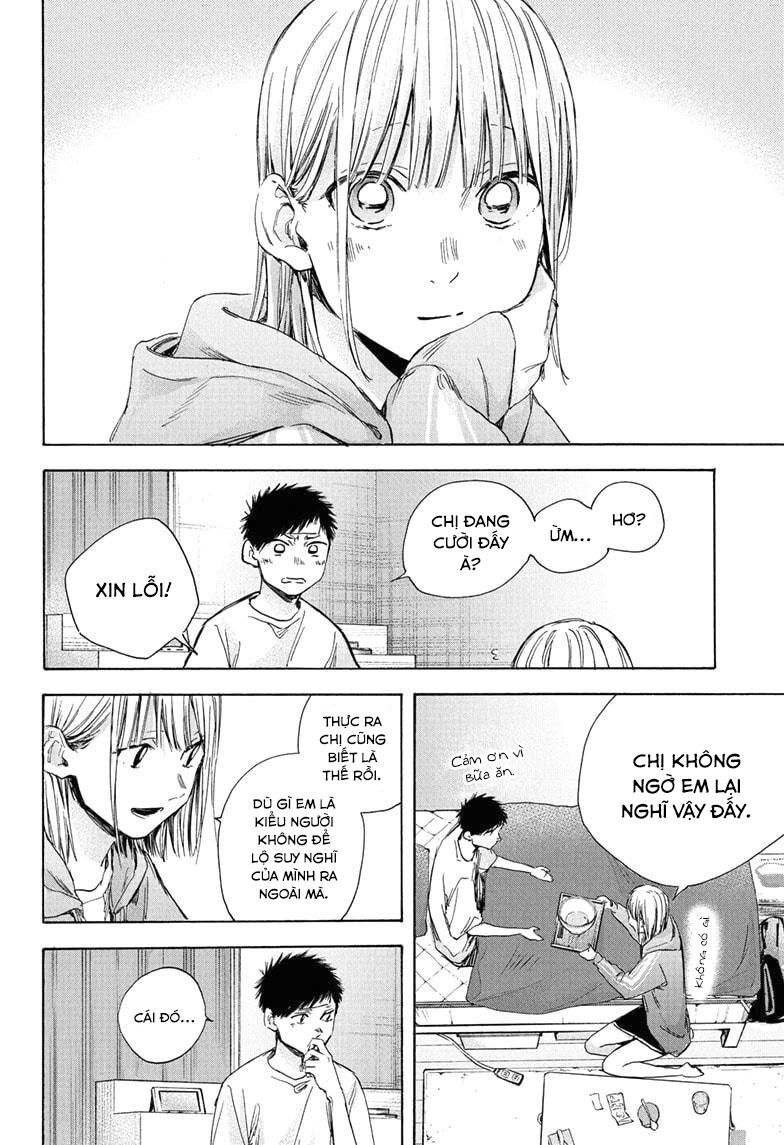 HƠ?
ỪM...
CHỊ ĐANG
CƯỜI ĐẤY
À?
XIN LỖI!
CHỊ KHÔNG
NGỜ EM LẠI
NGHĨ VẬY ĐẤY.
Cảm ơn vì
bữa ăn.
Không có gì
THỰC RA
CHỊ CŨNG
BIẾT LÀ
THẾ RỒI.
DÙ GÌ EM LÀ
KIỂU NGƯỜI
KHÔNG ĐỂ
LỘ SUY NGHĨ
CỦA MÌNH RA
NGOÀI MÀ.
CÁI ĐÓ...